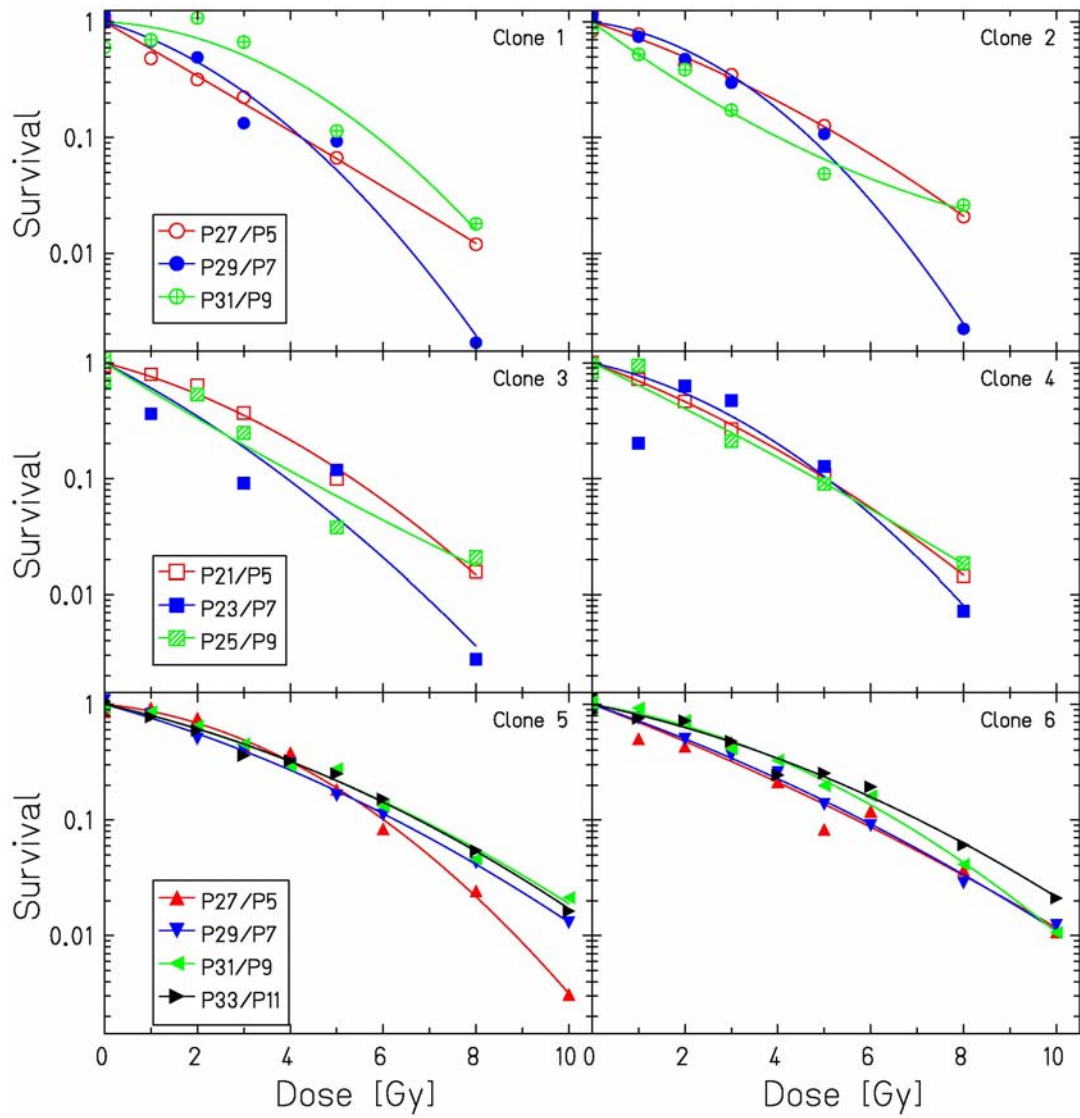 Clone 1
Clone 2
1
0.1
0.01
Survival
P27/P5
P29/P7
P31/P9
Clone 3
Clone 4
1
0.1
0.01
Survival
P21/P5
P23/P7
P25/P9
Clone 5
Clone 6
1
0.1
0.01
Survival
P27/P5
P29/P7
P31/P9
P33/P11
0 2 4 6 8 10 0 2 4 6 8 10
Dose [Gy] Dose [Gy]